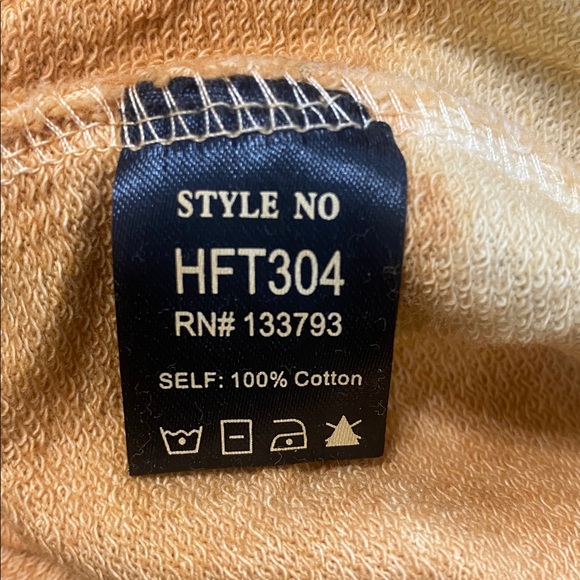 STYLE NO
HFT304
RN# 133793
SELF: 100% Cotton